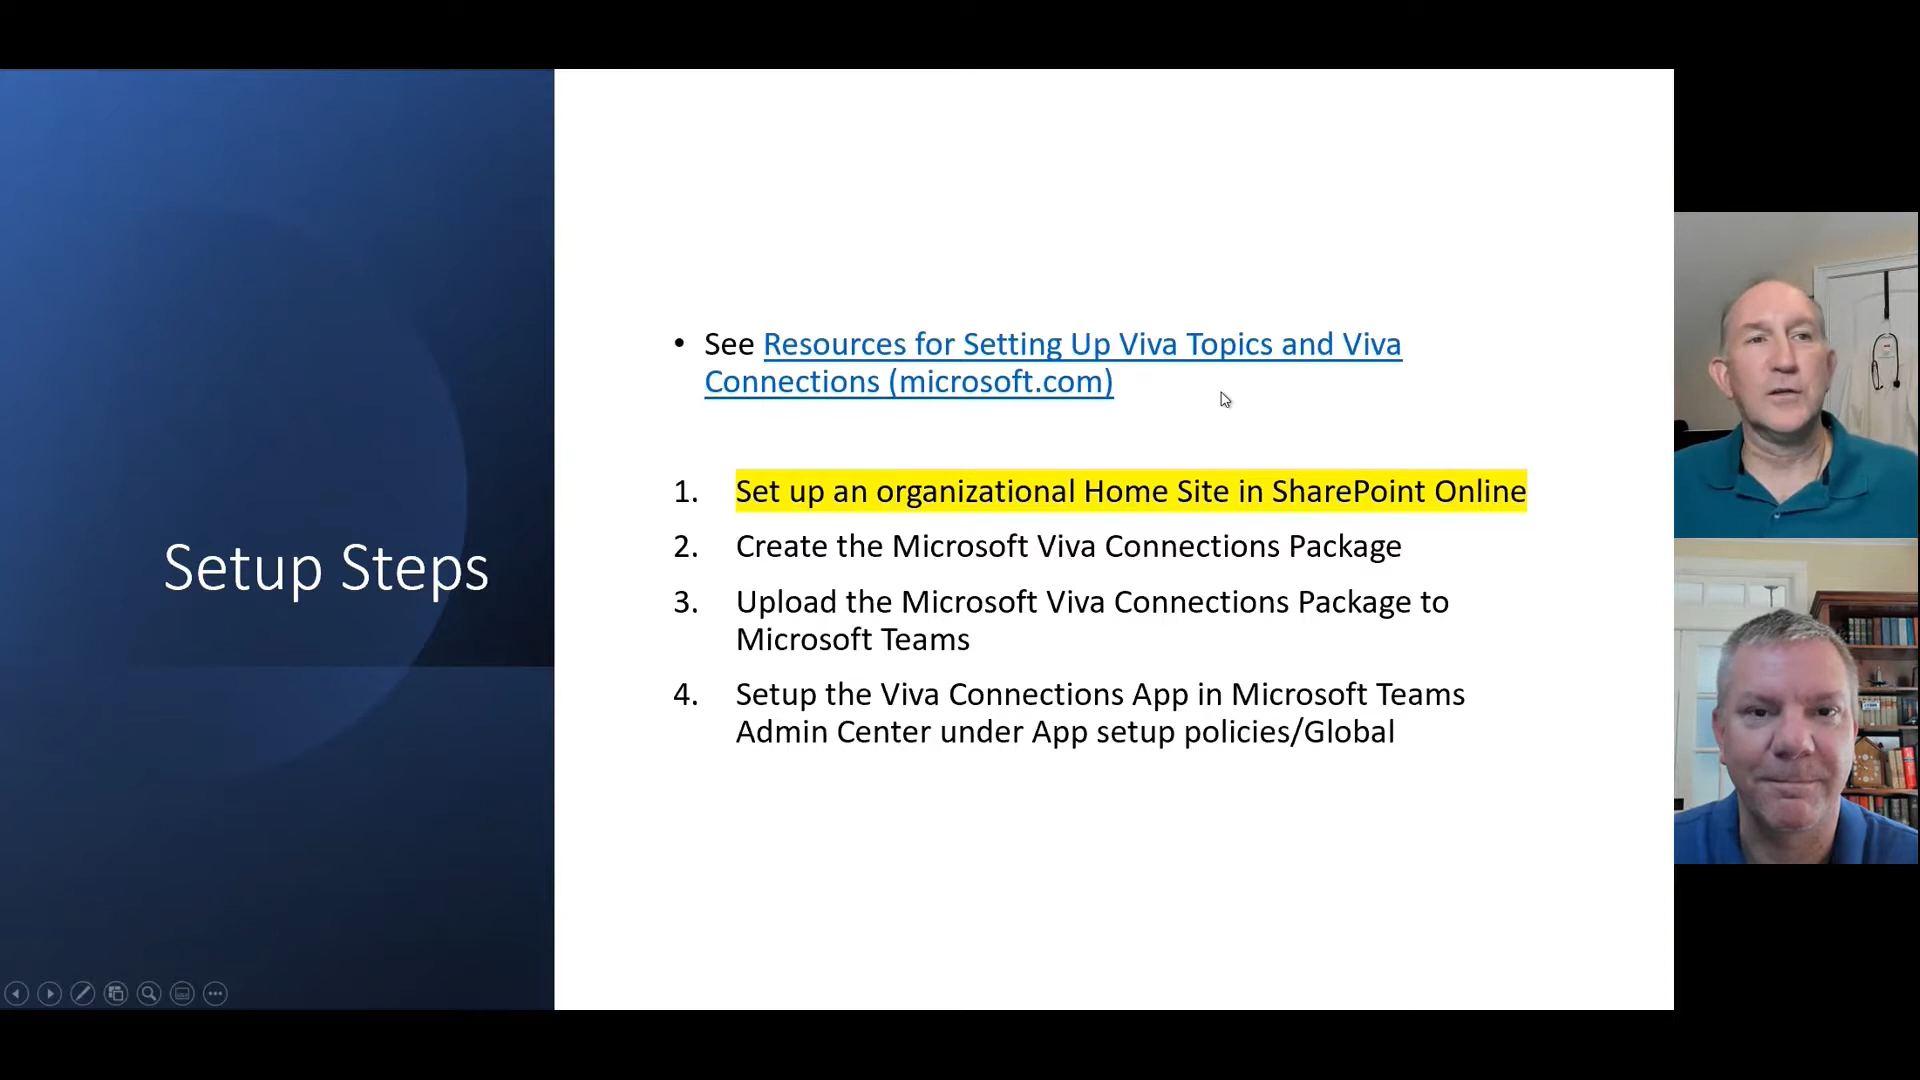 Setup Steps
• See Resources for Setting Up Viva Topics and Viva
Connections (microsoft.com)
1. Set up an organizational Home Site in SharePoint Online
2. Create the Microsoft Viva Connections Package
3. Upload the Microsoft Viva Connections Package to
Microsoft Teams
4. Setup the Viva Connections App in Microsoft Teams
Admin Center under App setup policies/Global